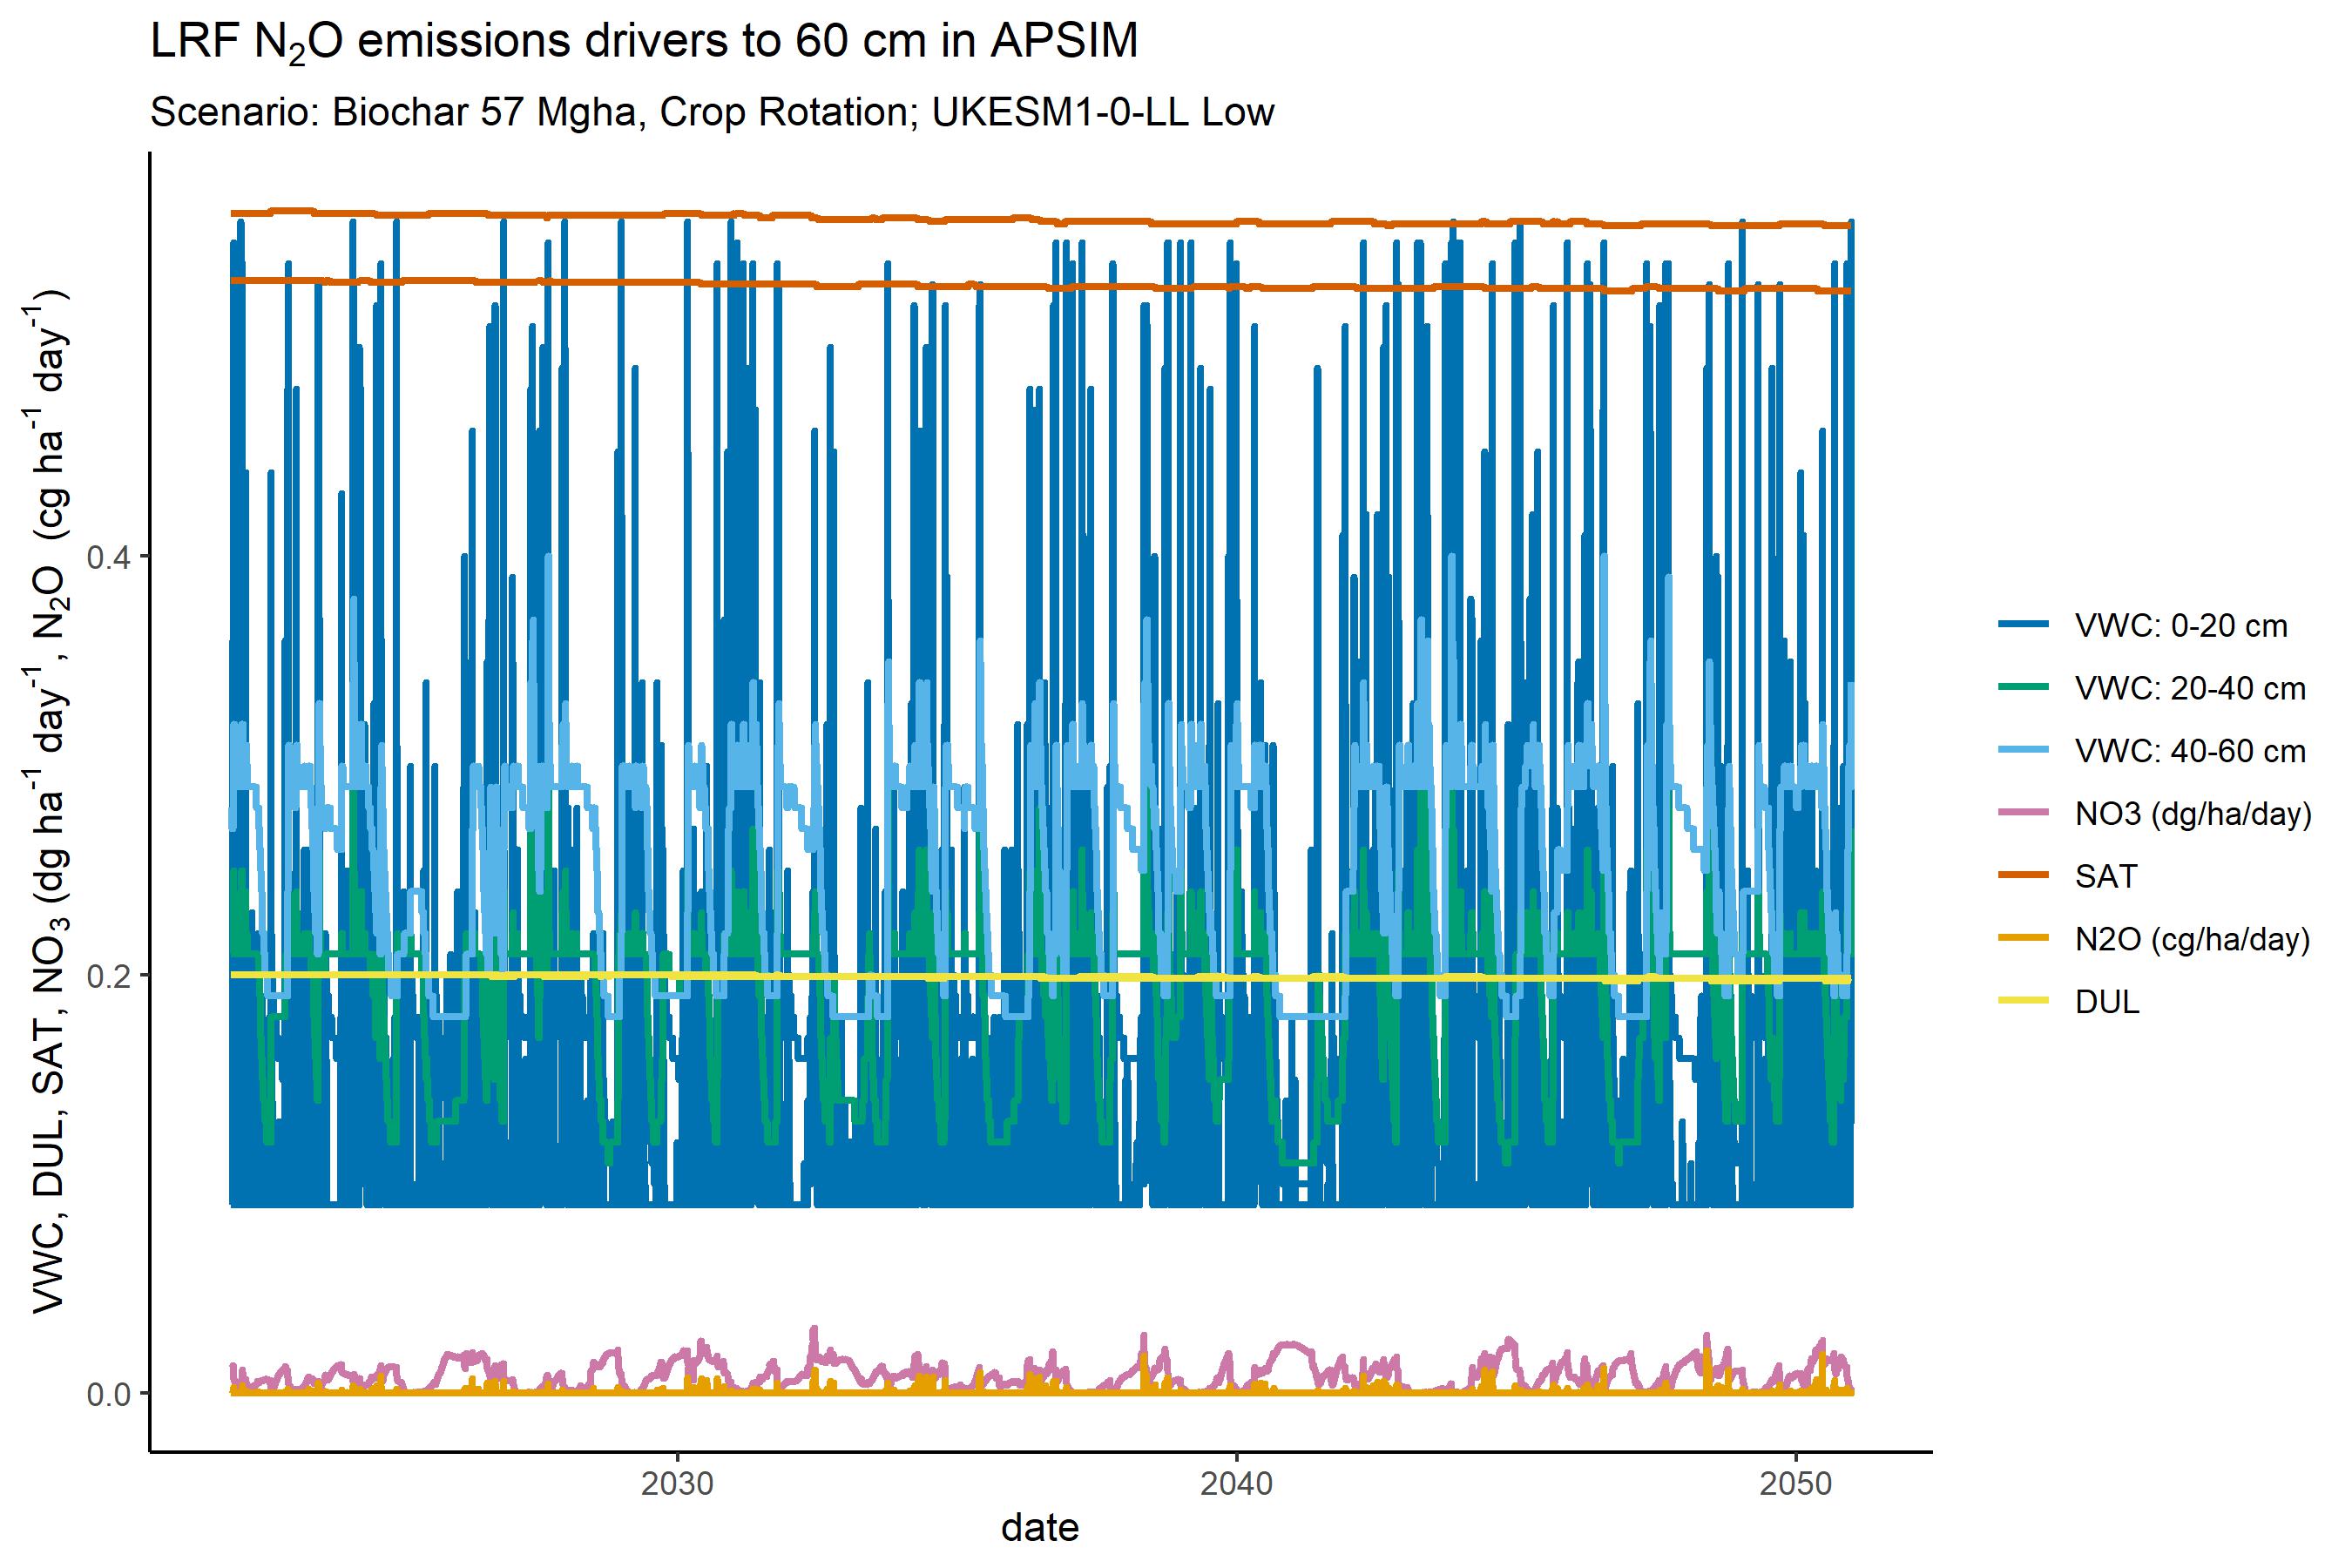 LRF N₂O emissions drivers to 60 cm in APSIM
Scenario: Biochar 57 Mgha, Crop Rotation; UKESM1-0-LL Low
VWC, DUL, SAT, NO₃ (dg ha⁻¹ day⁻¹, N₂O (cg ha⁻¹ day⁻¹)
0.4
0.2
0.0
2030 2040 2050
date
VWC: 0-20 cm
VWC: 20-40 cm
VWC: 40-60 cm
NO3 (dg/ha/day)
SAT
N2O (cg/ha/day)
DUL